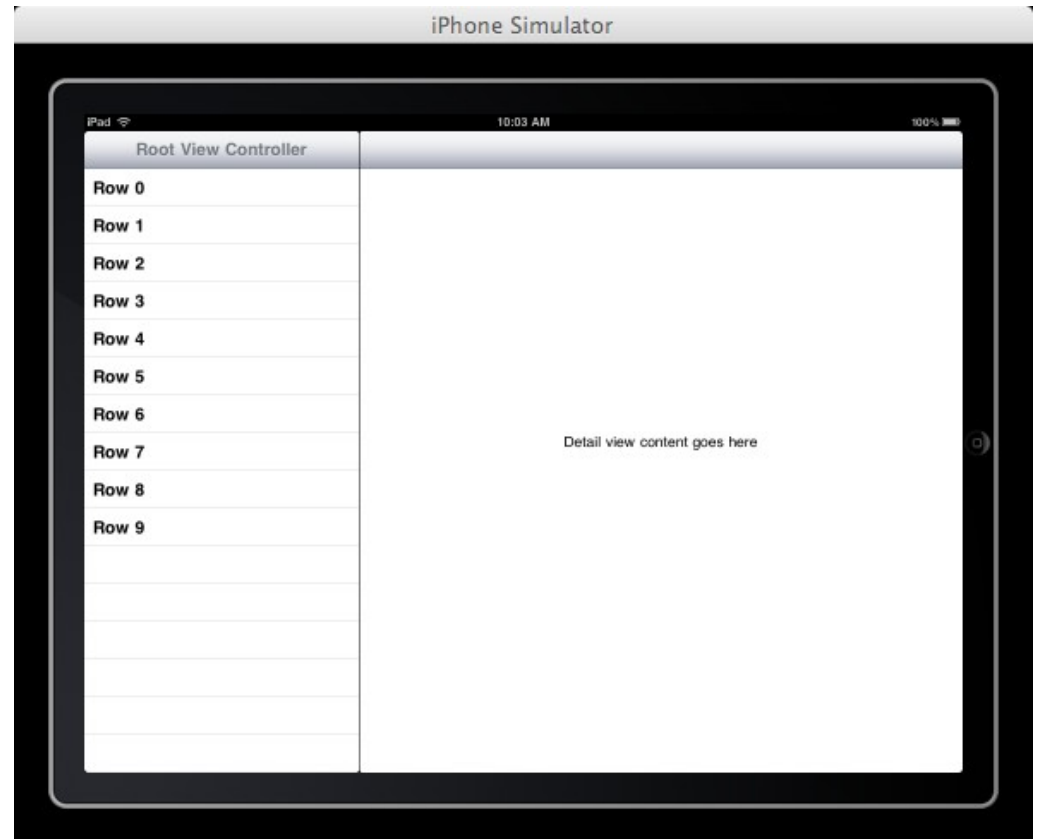 iPhone Simulator
iPad 10:03 AM 100%
Root View Controller
Row 0
Row 1
Row 2
Row 3
Row 4
Row 5
Row 6
Row 7
Row 8
Row 9
Detail view content goes here